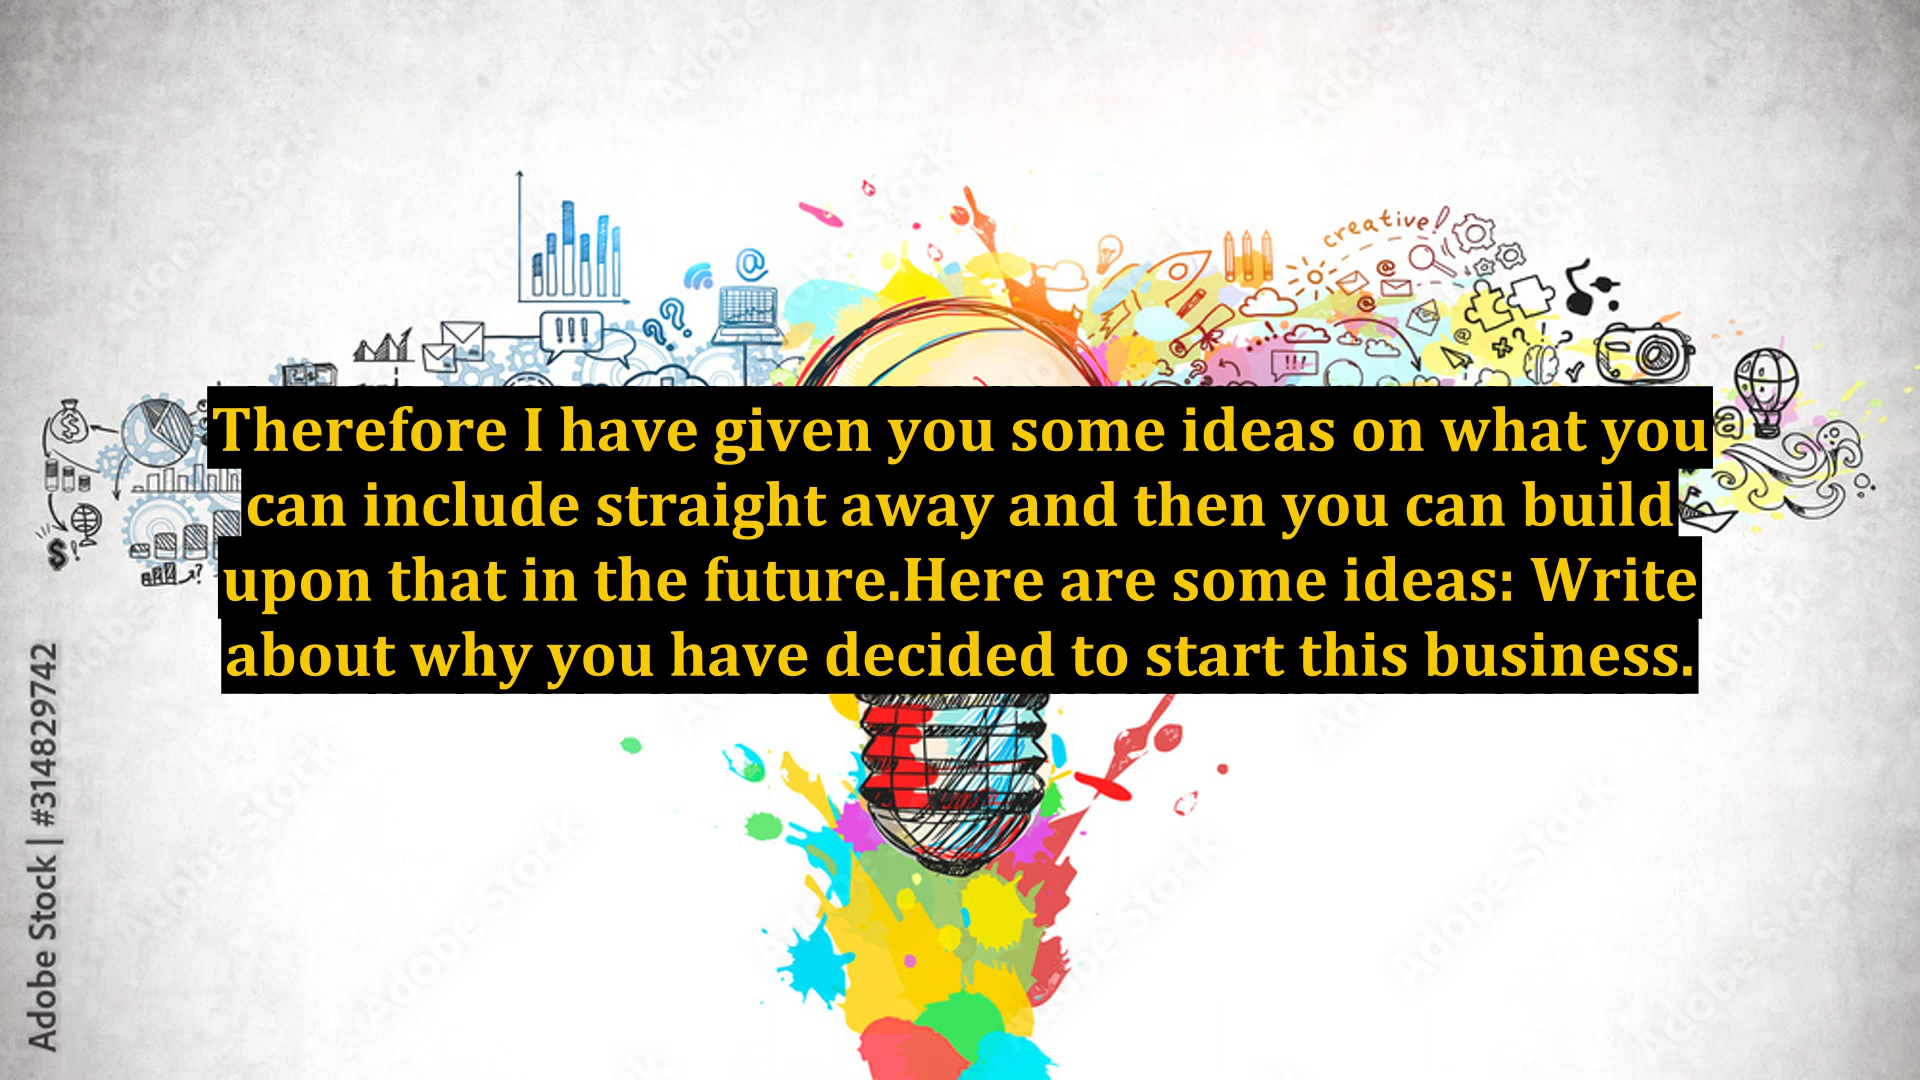 creative!
Therefore I have given you some ideas on what you
can include straight away and then you can build
upon that in the future.Here are some ideas: Write
about why you have decided to start this business.
Adobe Stock | #314829742